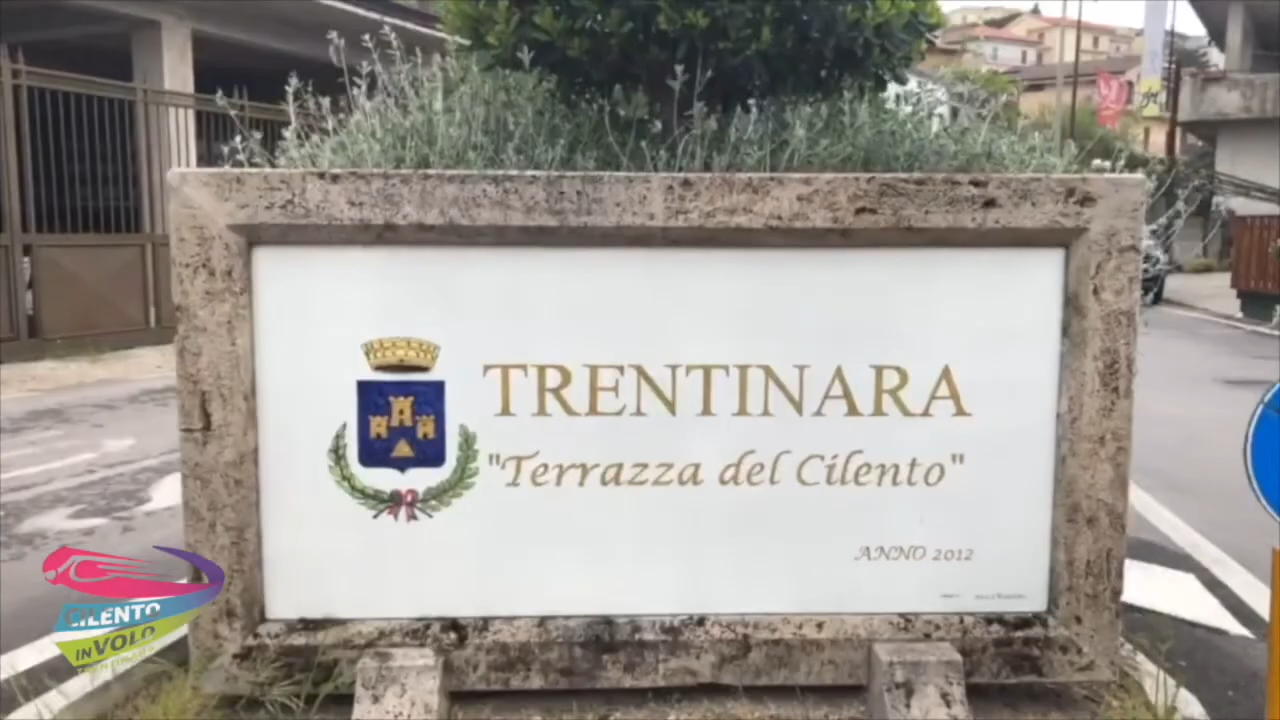 TRENTINARA
"Terrazza del Cilento"
ANNO 2012
CILENTO
IN VOLO